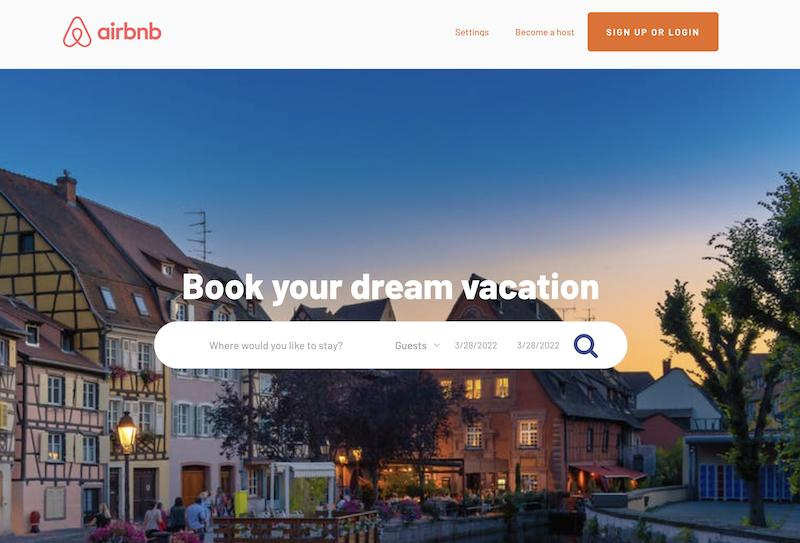 airbnb
Settings
Become a host
SIGN UP OR LOGIN
Book your dream vacation
Where would you like to stay?
Guests
3/28/2022
3/28/2022